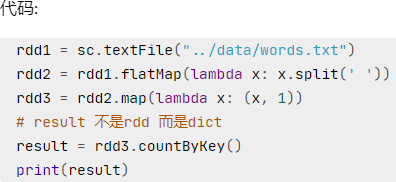 代码:
rdd1 = sc.textFile("../data/words.txt")
rdd2 = rdd1.flatMap(lambda x: x.split(' '))
rdd3 = rdd2.map(lambda x: (x, 1))
# result 不是rdd 而是dict
result = rdd3.countByKey()
print(result)